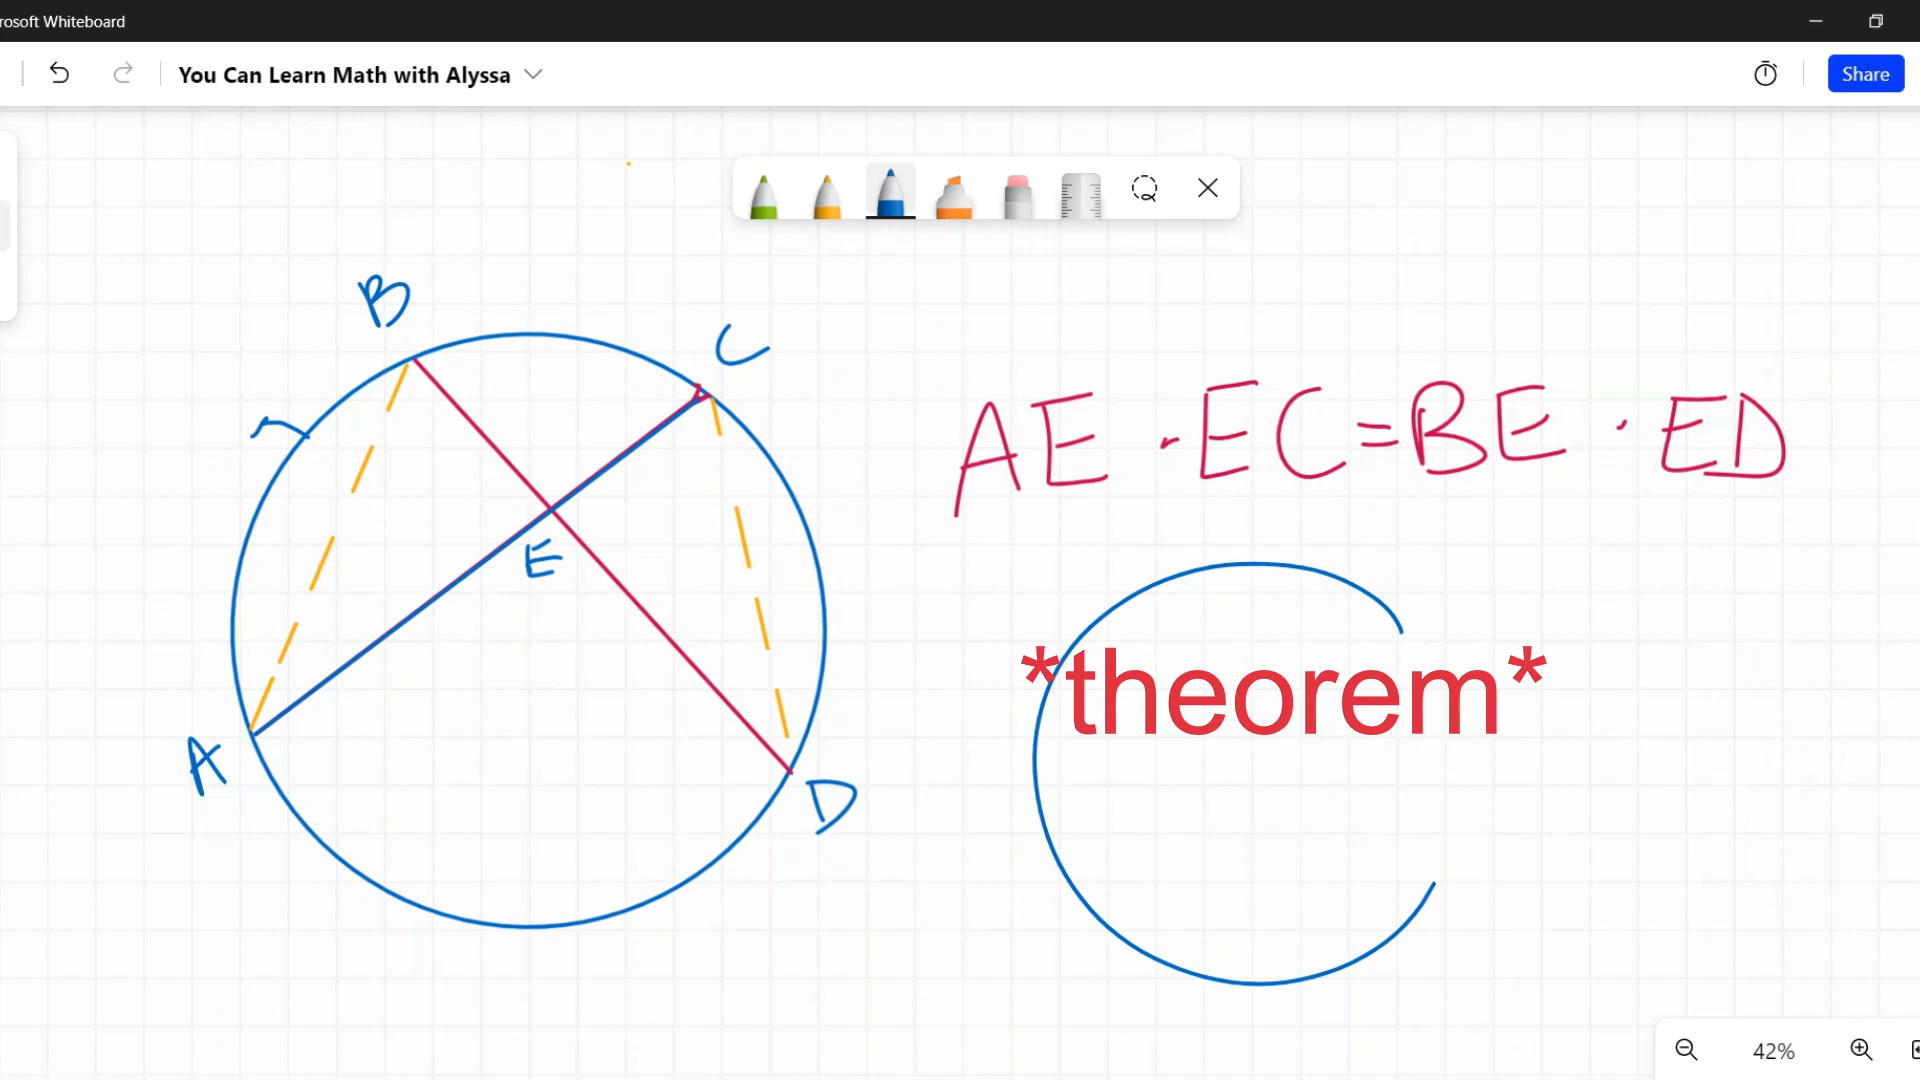 rosoft Whiteboard
You Can Learn Math with Alyssa
Share
B
C
AE · EC = BE · ED
E
*theorem*
A
D
42%